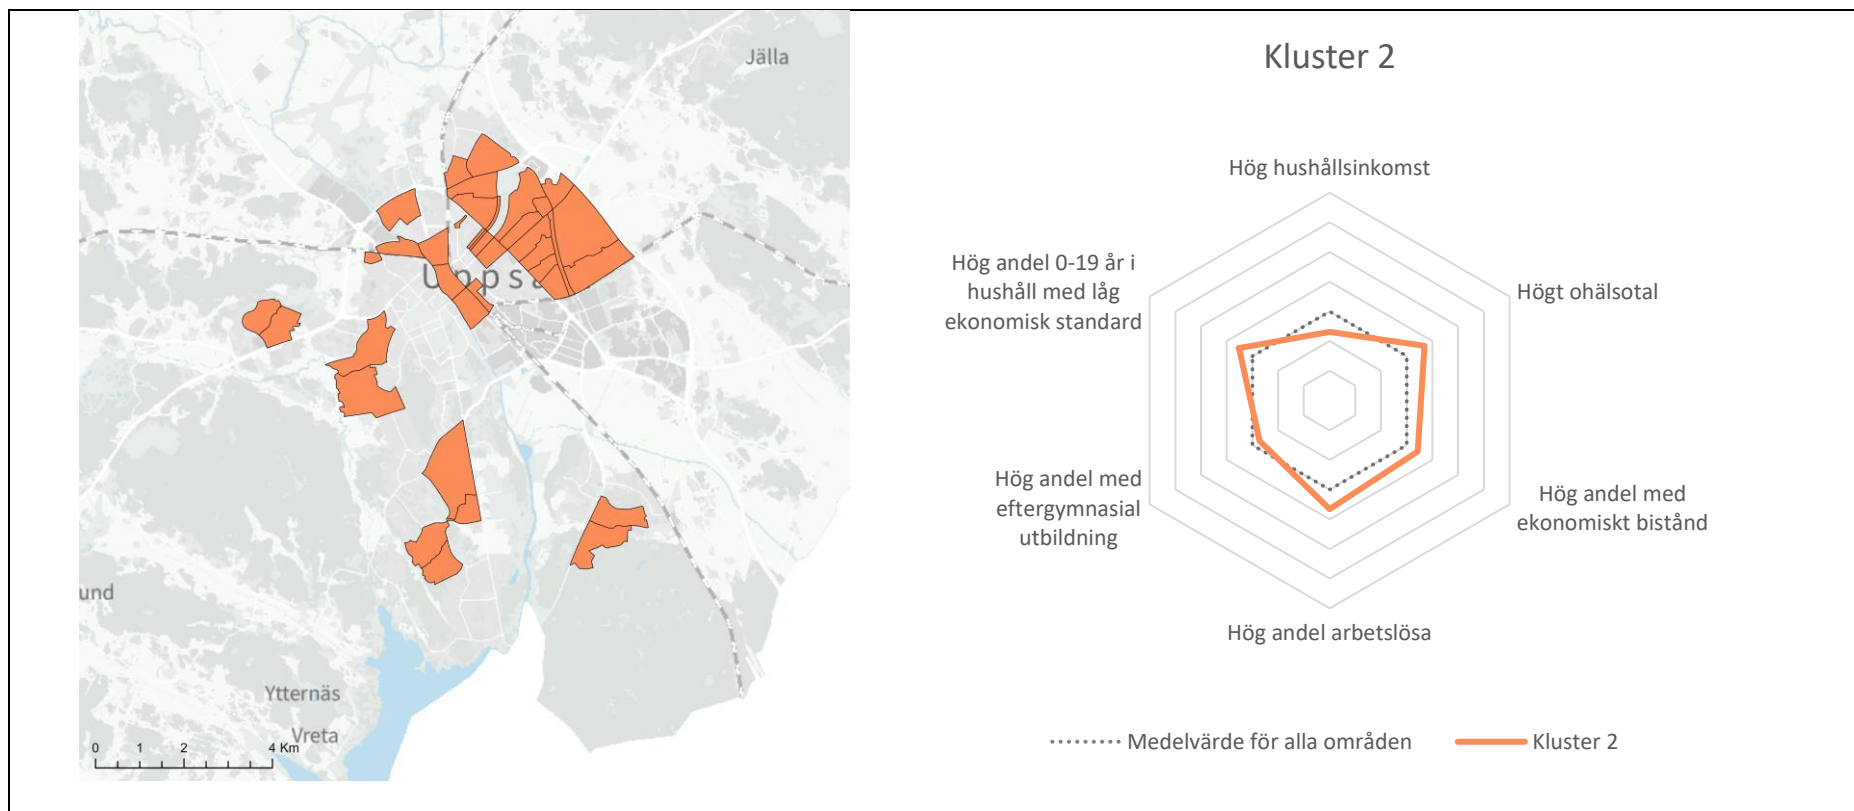 Jälla
Uppsa
und
Ytternäs
Vreta
0 1 2 4 Km
Kluster 2
Hög hushållsinkomst
Högt ohälsotal
Hög andel med
ekonomiskt bistånd
Hög andel arbetslösa
Hög andel med
eftergymnasial
utbildning
Hög andel 0-19 år i
hushåll med låg
ekonomisk standard
Medelvärde för alla områden
Kluster 2